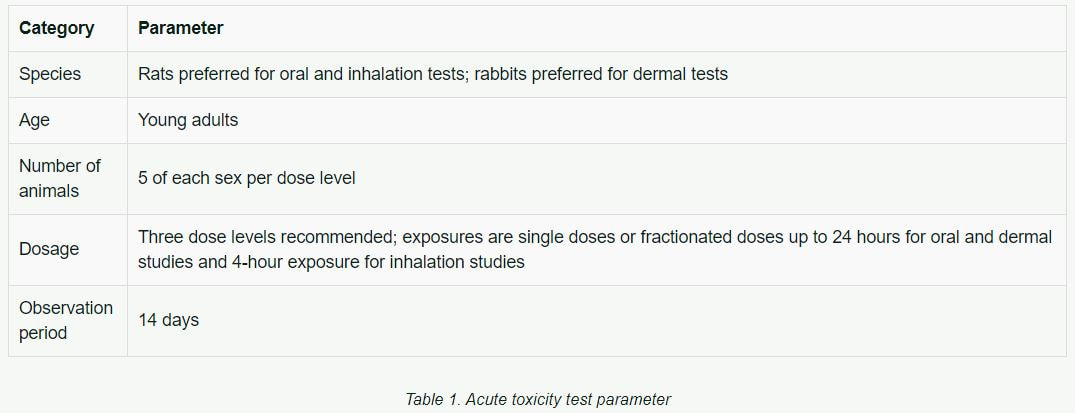 Category Parameter
Species Rats preferred for oral and inhalation tests; rabbits preferred for dermal tests
Age Young adults
Number of
animals
5 of each sex per dose level
Dosage
Three dose levels recommended; exposures are single doses or fractionated doses up to 24 hours for oral and dermal
studies and 4-hour exposure for inhalation studies
Observation
period
14 days
Table 1. Acute toxicity test parameter